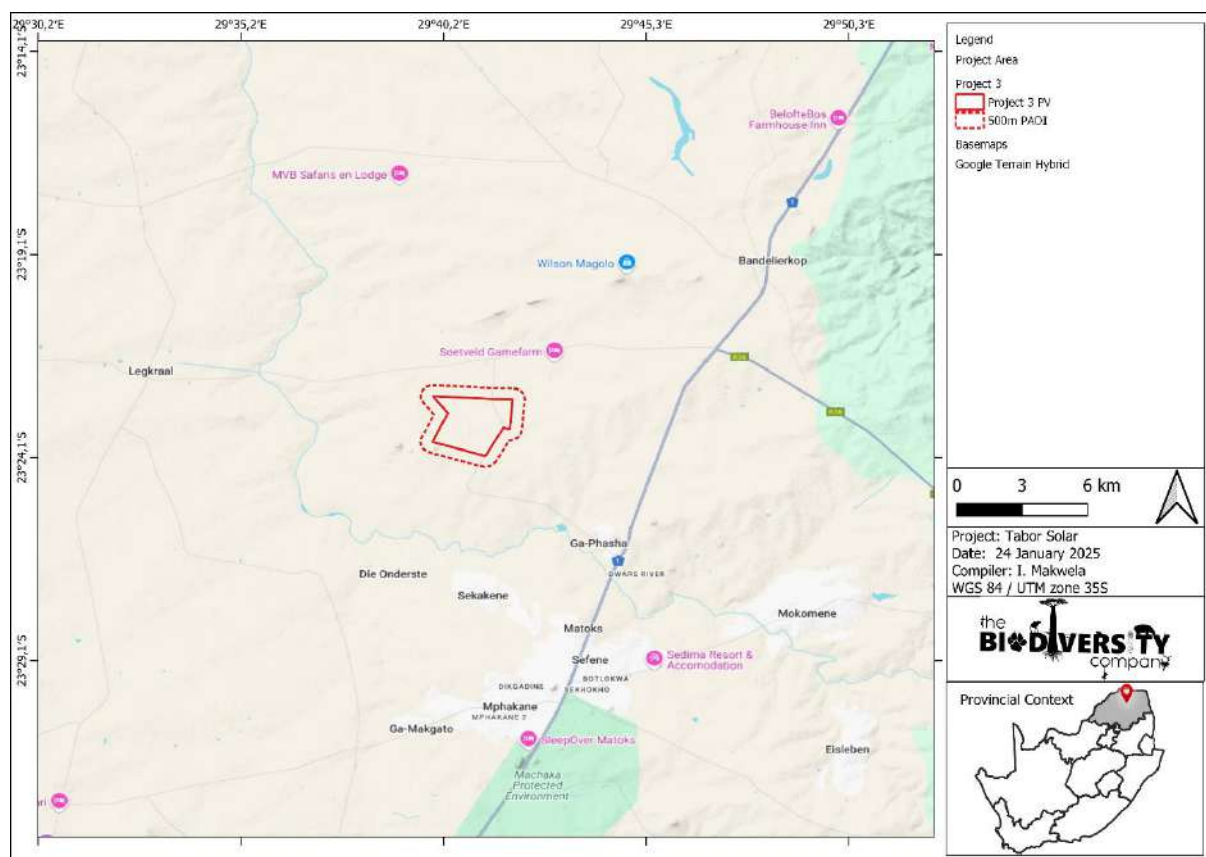 29°30,2'E
29°35,2'E
29°40,2'E
29°45,3'E
29°50,3'E
23°14,1'S
23°19,1'S
23°24,1'S
23°29,1'S
BelofteBos
Farmhouse Inn
MVB Safaris en Lodge
1
Wilson Magolo
Bandelierkop
Soetveld Gamefarm
Legkraal
Ga-Phasha
1
DWARS RIVER
Die Onderste
Sekakene
Mokomene
Matoks
Sefene
Sedima Resort &
Accomodation
BOTLOKWA
DIKGADING
SEKHOKHO
Mphakane
MPHAKANE 2
Ga-Makgato
SleepOver Matoks
Eisleben
Machaka
Protected
Environment
Legend
Project Area
Project 3
Project 3 PV
500m PAOI
Basemaps
Google Terrain Hybrid
0 3 6 km
Project: Tabor Solar
Date: 24 January 2025
Compiler: I. Makwela
WGS 84 / UTM zone 35S
the
BIODIVERSITY
company
Provincial Context